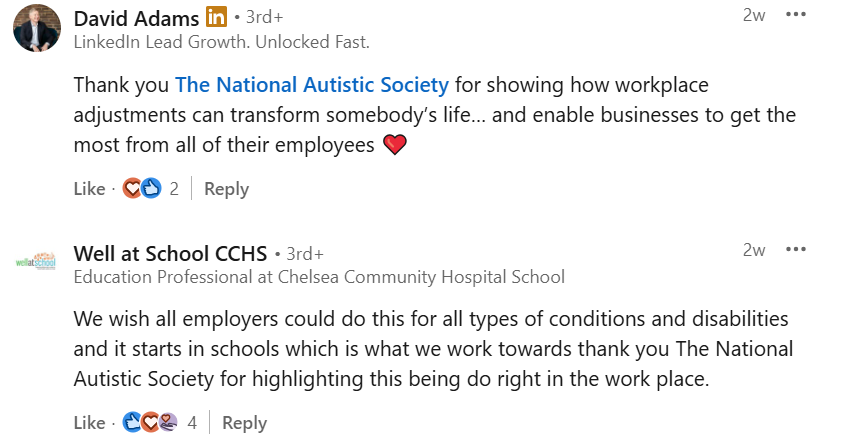 David Adams in • 3rd+
2w
LinkedIn Lead Growth. Unlocked Fast.
Thank you The National Autistic Society for showing how workplace
adjustments can transform somebody’s life... and enable businesses to get the
most from all of their employees ❤️
Like · 2 Reply
wellatschool
Well at School CCHS • 3rd+
2w
Education Professional at Chelsea Community Hospital School
We wish all employers could do this for all types of conditions and disabilities
and it starts in schools which is what we work towards thank you The National
Autistic Society for highlighting this being do right in the work place.
Like · 4 Reply